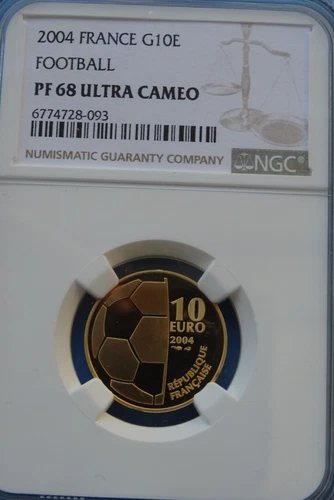 2004 FRANCE G10E
FOOTBALL
PF 68 ULTRA CAMEO
6774728-093
NUMISMATIC GUARANTY COMPANY NGC®
10
EURO
2004
RÉPUBLIQUE
FRANÇAISE